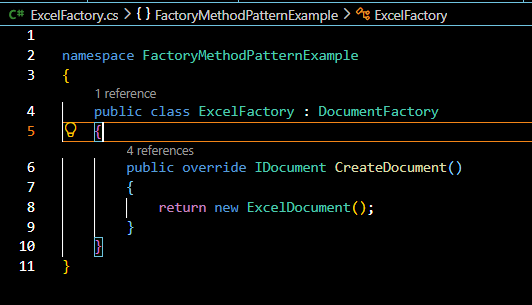 C# ExcelFactory.cs > { } FactoryMethodPatternExample > ExcelFactory
1
2 namespace FactoryMethodPatternExample
3 {
1 reference
4 public class ExcelFactory : DocumentFactory
5 {
4 references
6 public override IDocument CreateDocument()
7 {
8 return new ExcelDocument();
9 }
10 }
11 }